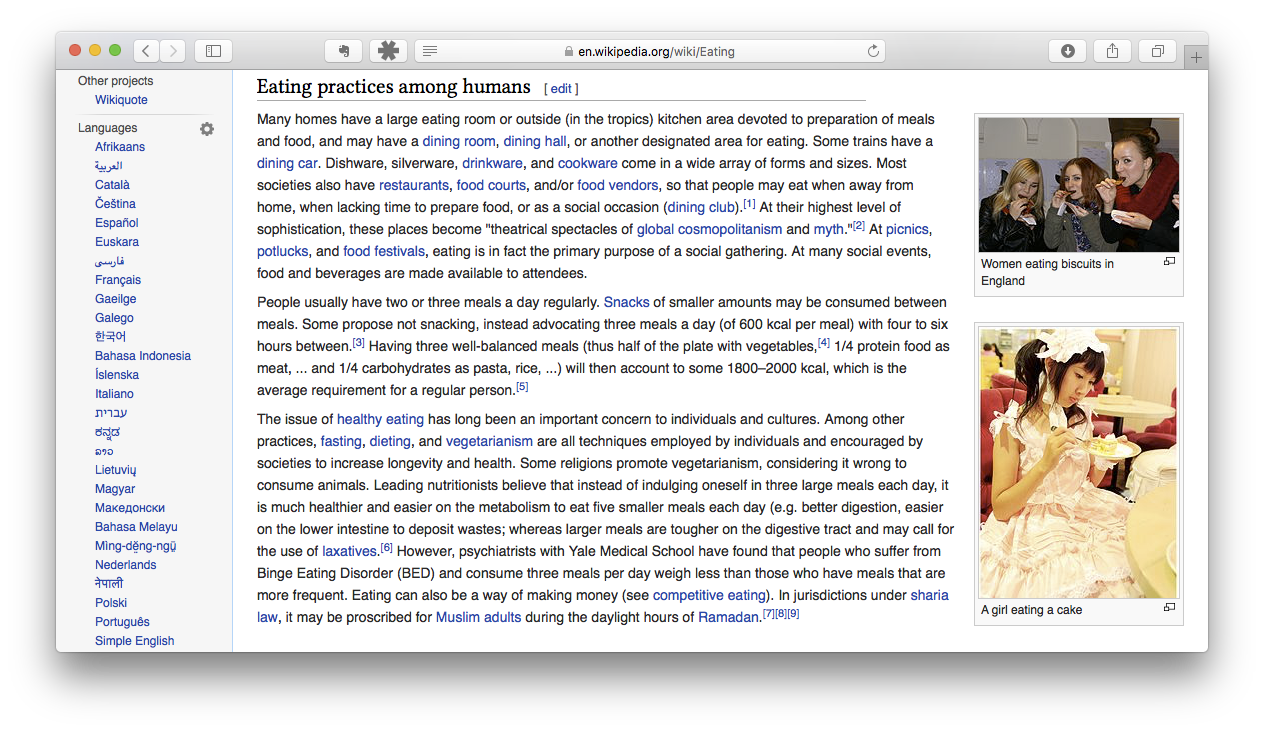 en.wikipedia.org/wiki/Eating
Other projects
Wikiquote
Languages
Afrikaans
العربية
Català
Čeština
Español
Euskara
فارسی
Français
Gaeilge
Galego
한국어
Bahasa Indonesia
Íslenska
Italiano
עברית
ಕನ್ನಡ
ລາວ
Lietuvių
Magyar
Македонски
Bahasa Melayu
Mìng-dĕ̤ng-ngṳ̄
Nederlands
नेपाली
Polski
Português
Simple English
Eating practices among humans [ edit ]
Many homes have a large eating room or outside (in the tropics) kitchen area devoted to preparation of meals
and food, and may have a dining room, dining hall, or another designated area for eating. Some trains have a
dining car. Dishware, silverware, drinkware, and cookware come in a wide array of forms and sizes. Most
societies also have restaurants, food courts, and/or food vendors, so that people may eat when away from
home, when lacking time to prepare food, or as a social occasion (dining club).[1] At their highest level of
sophistication, these places become "theatrical spectacles of global cosmopolitanism and myth."[2] At picnics,
potlucks, and food festivals, eating is in fact the primary purpose of a social gathering. At many social events,
food and beverages are made available to attendees.
People usually have two or three meals a day regularly. Snacks of smaller amounts may be consumed between
meals. Some propose not snacking, instead advocating three meals a day (of 600 kcal per meal) with four to six
hours between.[3] Having three well-balanced meals (thus half of the plate with vegetables,[4] 1/4 protein food as
meat, ... and 1/4 carbohydrates as pasta, rice, ...) will then account to some 1800–2000 kcal, which is the
average requirement for a regular person.[5]
The issue of healthy eating has long been an important concern to individuals and cultures. Among other
practices, fasting, dieting, and vegetarianism are all techniques employed by individuals and encouraged by
societies to increase longevity and health. Some religions promote vegetarianism, considering it wrong to
consume animals. Leading nutritionists believe that instead of indulging oneself in three large meals each day, it
is much healthier and easier on the metabolism to eat five smaller meals each day (e.g. better digestion, easier
on the lower intestine to deposit wastes; whereas larger meals are tougher on the digestive tract and may call for
the use of laxatives.[6] However, psychiatrists with Yale Medical School have found that people who suffer from
Binge Eating Disorder (BED) and consume three meals per day weigh less than those who have meals that are
more frequent. Eating can also be a way of making money (see competitive eating). In jurisdictions under sharia
law, it may be proscribed for Muslim adults during the daylight hours of Ramadan.[7][8][9]
Women eating biscuits in
England
A girl eating a cake